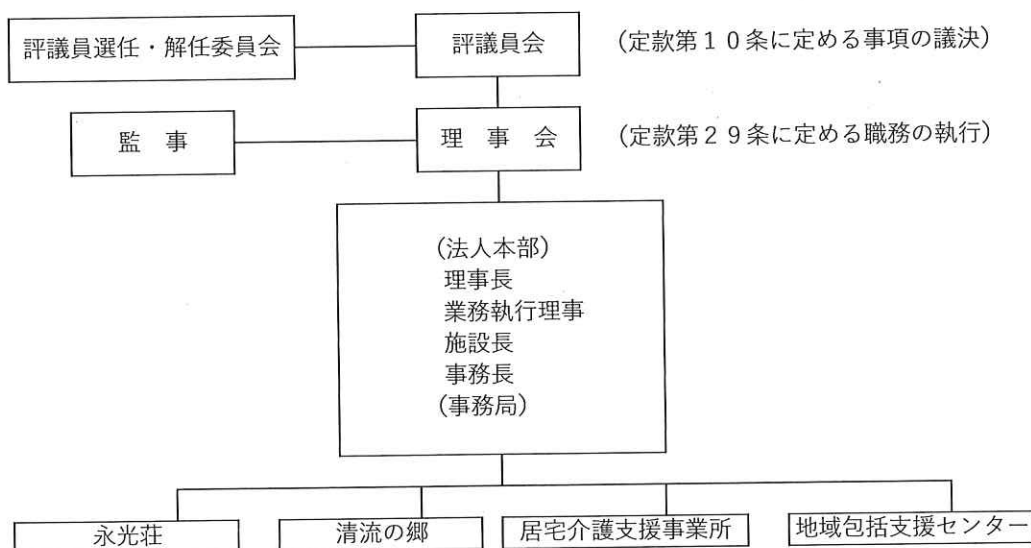 評議員選任・解任委員会
評議員会
(定款第10条に定める事項の議決)
監 事
理 事 会
(定款第29条に定める職務の執行)
(法人本部)
理事長
業務執行理事
施設長
事務長
(事務局)
永光荘
清流の郷
居宅介護支援事業所
地域包括支援センター